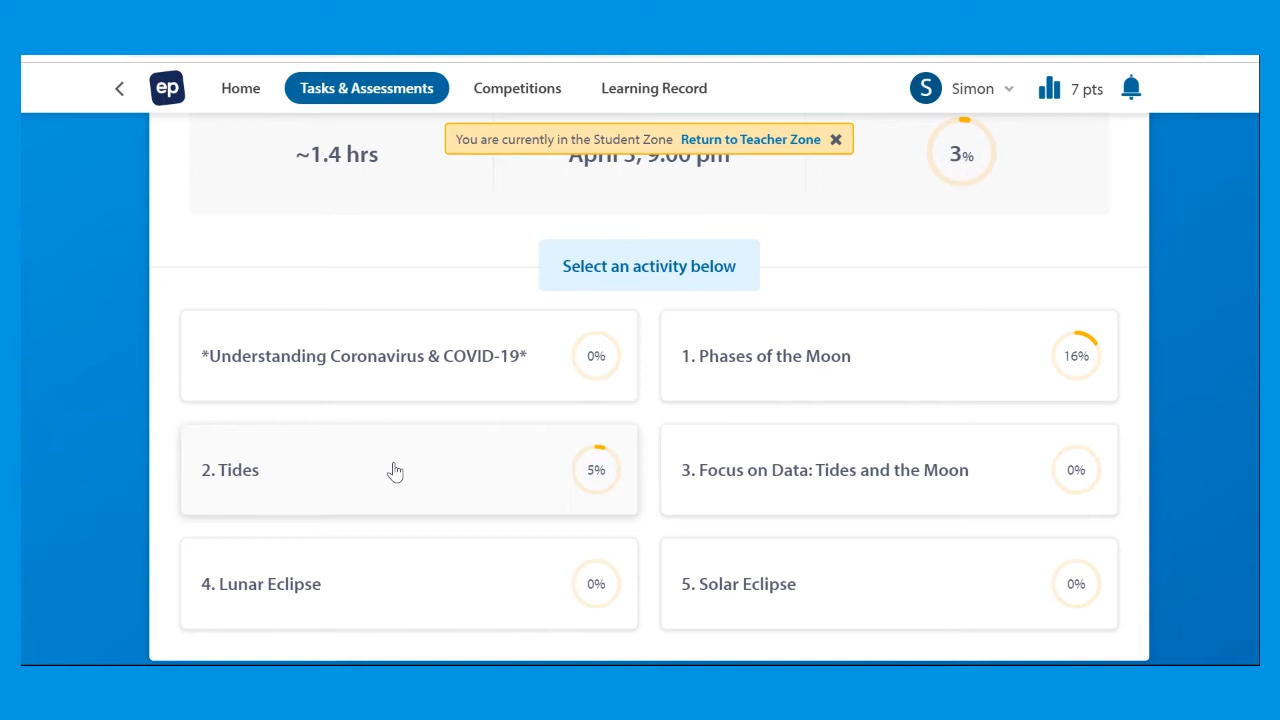 ep
Home
Tasks & Assessments
Competitions
Learning Record
S
Simon
7 pts
You are currently in the Student Zone Return to Teacher Zone
~1.4 hrs
9:00 pm
3%
Select an activity below
*Understanding Coronavirus & COVID-19*
0%
1. Phases of the Moon
16%
2. Tides
5%
3. Focus on Data: Tides and the Moon
0%
4. Lunar Eclipse
0%
5. Solar Eclipse
0%